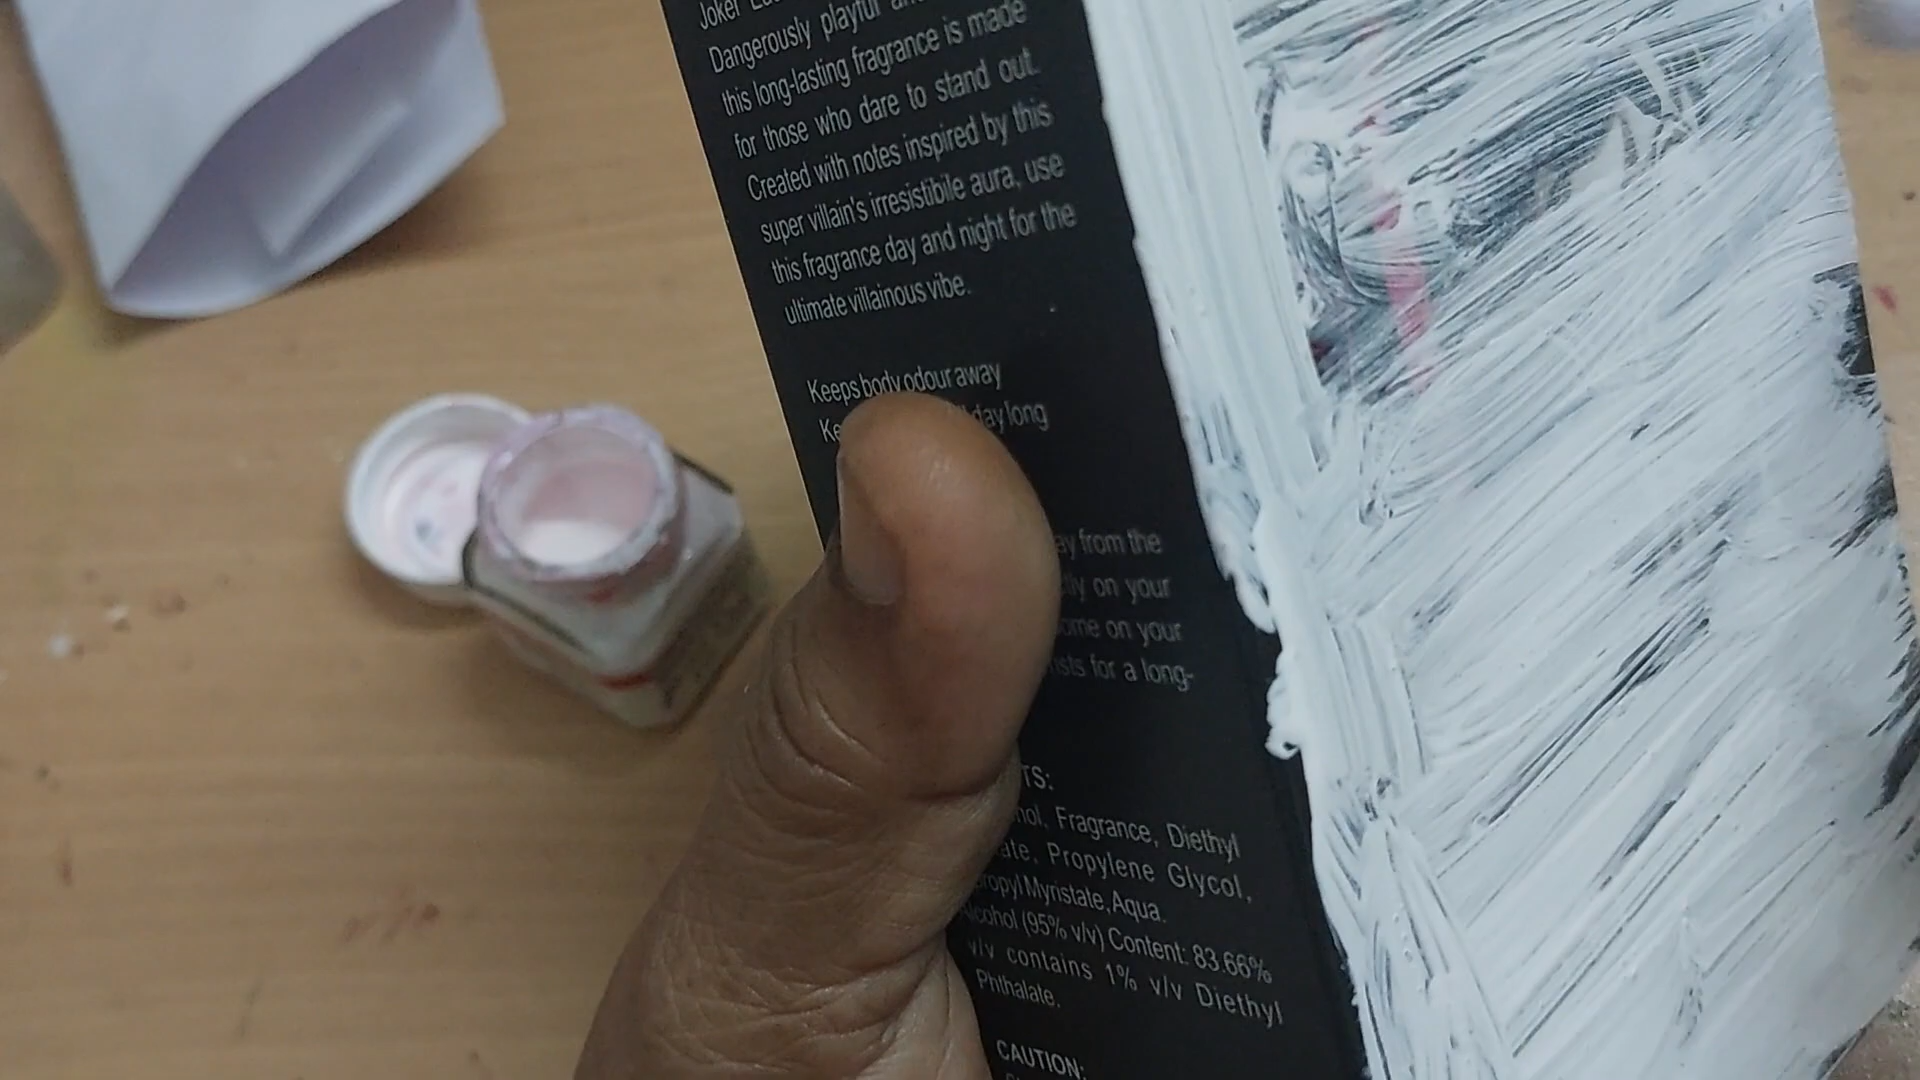 Joker
Dangerously playful
this long-lasting fragrance is made
for those who dare to stand out.
Created with notes inspired by this
super villain's irresistibile aura, use
this fragrance day and night for the
ultimate villainous vibe.
Keeps body odour away
day long
from the
on your
on your
for a long-
Fragrance, Diethyl
Propylene Glycol,
Myristate, Aqua.
(95% v/v) Content: 83.66%
v/v contains 1% v/v Diethyl
Phthalate.
CAUTION: